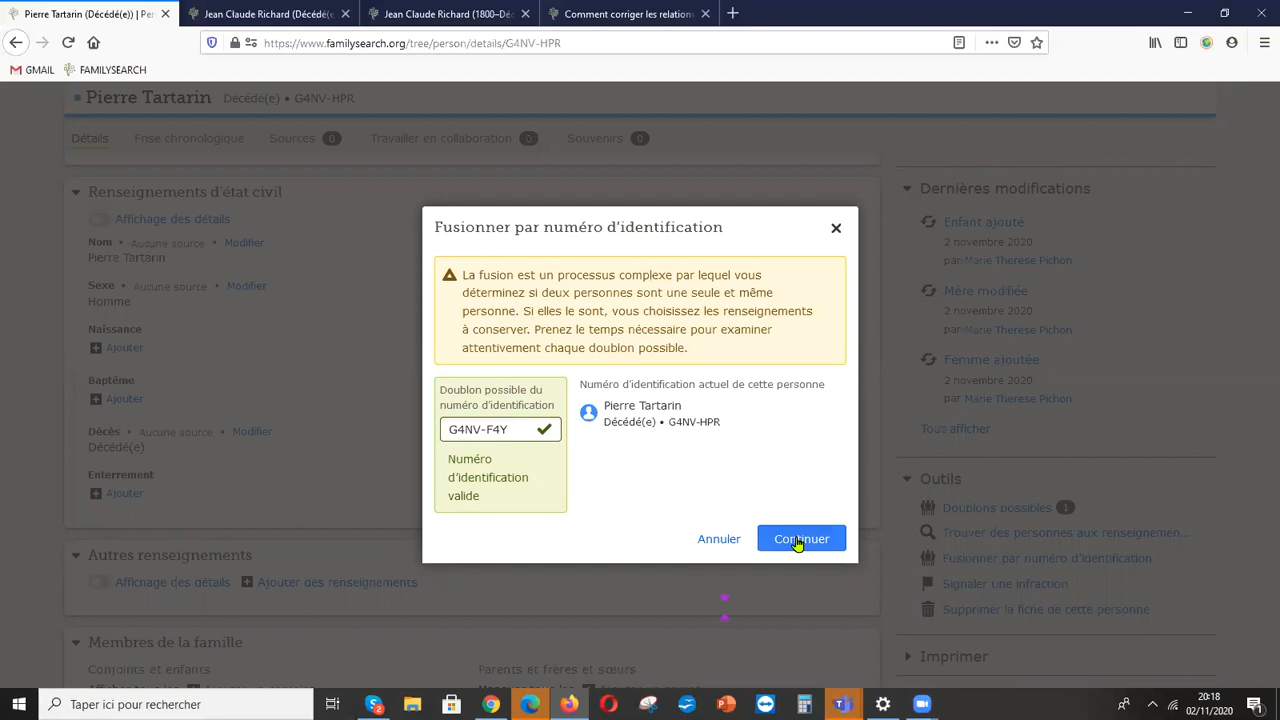 Pierre Tartarin (Décédé(e)) | Per
Jean Claude Richard (Décédé(e
Jean Claude Richard (1800–Déc
Comment corriger les relations
https://www.familysearch.org/tree/person/details/G4NV-HPR
GMAIL FAMILYSEARCH
Pierre Tartarin Décédé(e) • G4NV-HPR
Détails Frise chronologique Sources 0 Travailler en collaboration 0 Souvenirs 0
Renseignements d'état civil
Affichage des détails
Nom • Aucune source • Modifier
Pierre Tartarin
Sexe • Aucune source • Modifier
Homme
Naissance
Ajouter
Baptême
Ajouter
Décès • Aucune source • Modifier
Décédé(e)
Enterrement
Ajouter
Autres renseignements
Affichage des détails Ajouter des renseignements
Membres de la famille
Conjoints et enfants Parents et frères et sœurs
Fusionner par numéro d'identification
La fusion est un processus complexe par lequel vous
déterminez si deux personnes sont une seule et même
personne. Si elles le sont, vous choisissez les renseignements
à conserver. Prenez le temps nécessaire pour examiner
attentivement chaque doublon possible.
Doublon possible du
numéro d'identification
G4NV-F4Y
Numéro
d'identification
valide
Numéro d'identification actuel de cette personne
Pierre Tartarin
Décédé(e) • G4NV-HPR
Annuler Continuer
Dernières modifications
Enfant ajouté
2 novembre 2020
par Marie Therese Pichon
Mère modifiée
2 novembre 2020
par Marie Therese Pichon
Femme ajoutée
2 novembre 2020
par Marie Therese Pichon
Tout afficher
Outils
Doublons possibles 1
Trouver des personnes aux renseignemen...
Fusionner par numéro d'identification
Signaler une infraction
Supprimer la fiche de cette personne
Imprimer
Taper ici pour rechercher
20:18
02/11/2020